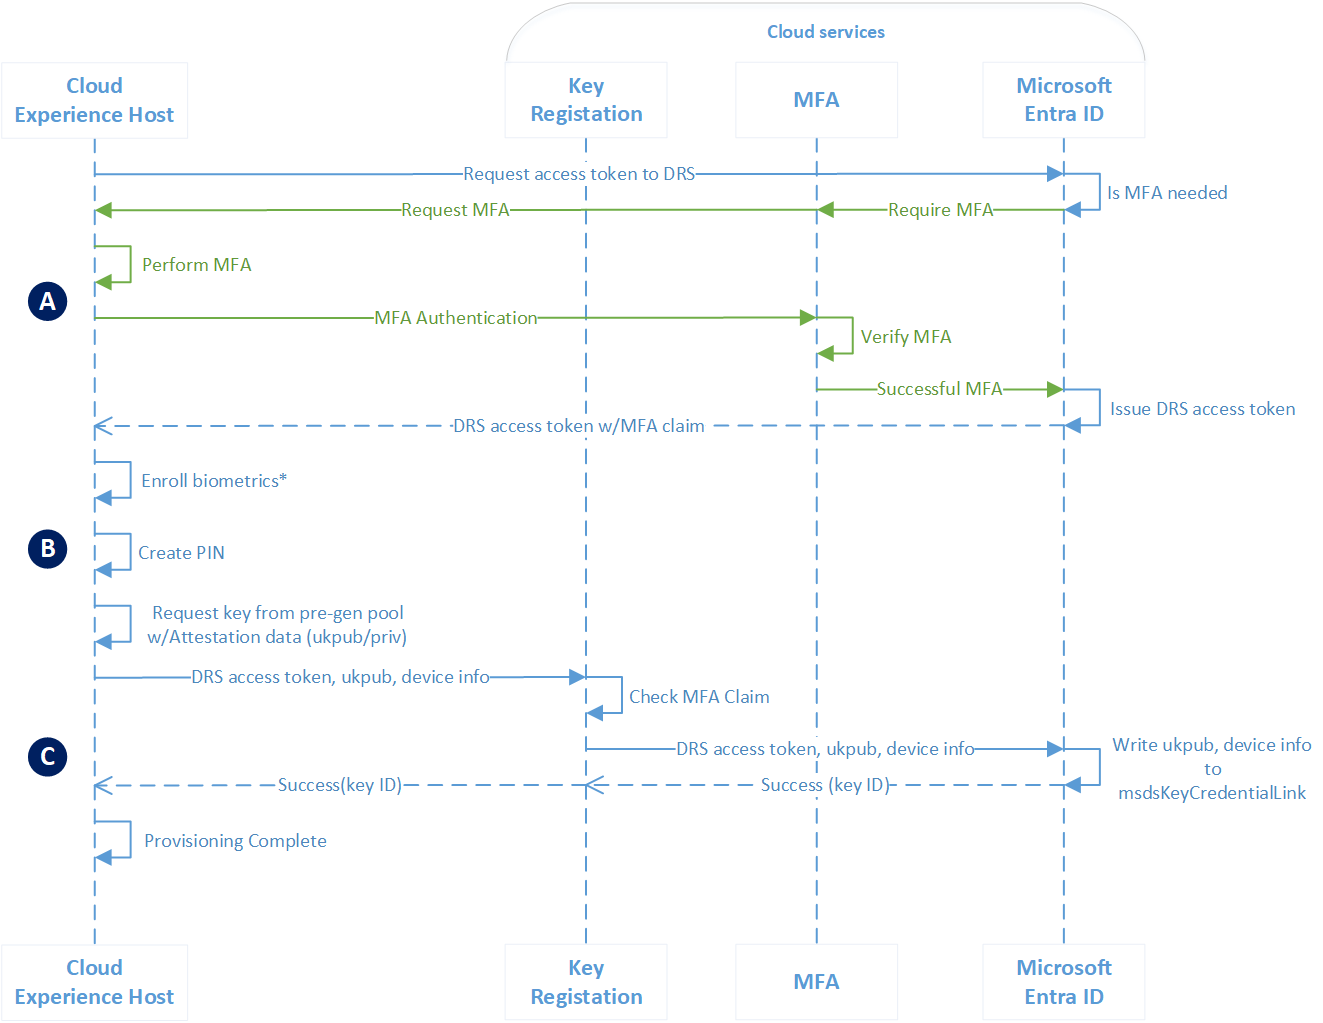 Cloud services
Cloud
Experience Host
Key
Registation
MFA
Microsoft
Entra ID
Request access token to DRS
Is MFA needed
Request MFA
Require MFA
Perform MFA
A
MFA Authentication
Verify MFA
Successful MFA
Issue DRS access token
DRS access token w/MFA claim
Enroll biometrics*
B
Create PIN
Request key from pre-gen pool
w/Attestation data (ukpub/priv)
DRS access token, ukpub, device info
Check MFA Claim
C
DRS access token, ukpub, device info
Write ukpub, device info
to
msdsKeyCredentialLink
Success(key ID)
Success (key ID)
Provisioning Complete
Cloud
Experience Host
Key
Registation
MFA
Microsoft
Entra ID